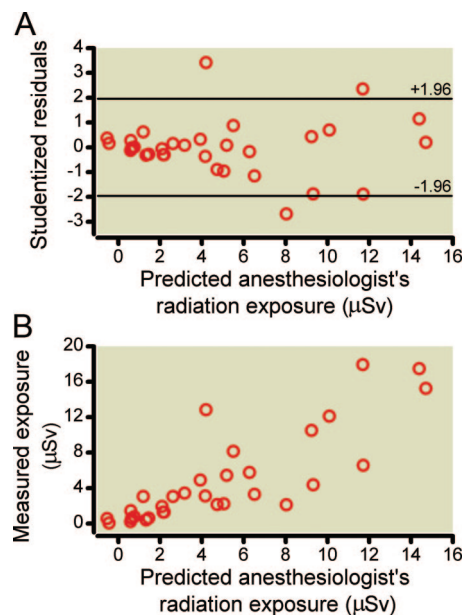 A
4
3
2
1
0
-1
-2
-3
Studentized residuals
+1.96
-1.96
0 2 4 6 8 10 12 14 16
Predicted anesthesiologist's
radiation exposure (μSv)
B
20
16
12
8
4
0
Measured exposure
(μSv)
0 2 4 6 8 10 12 14 16
Predicted anesthesiologist's
radiation exposure (μSv)